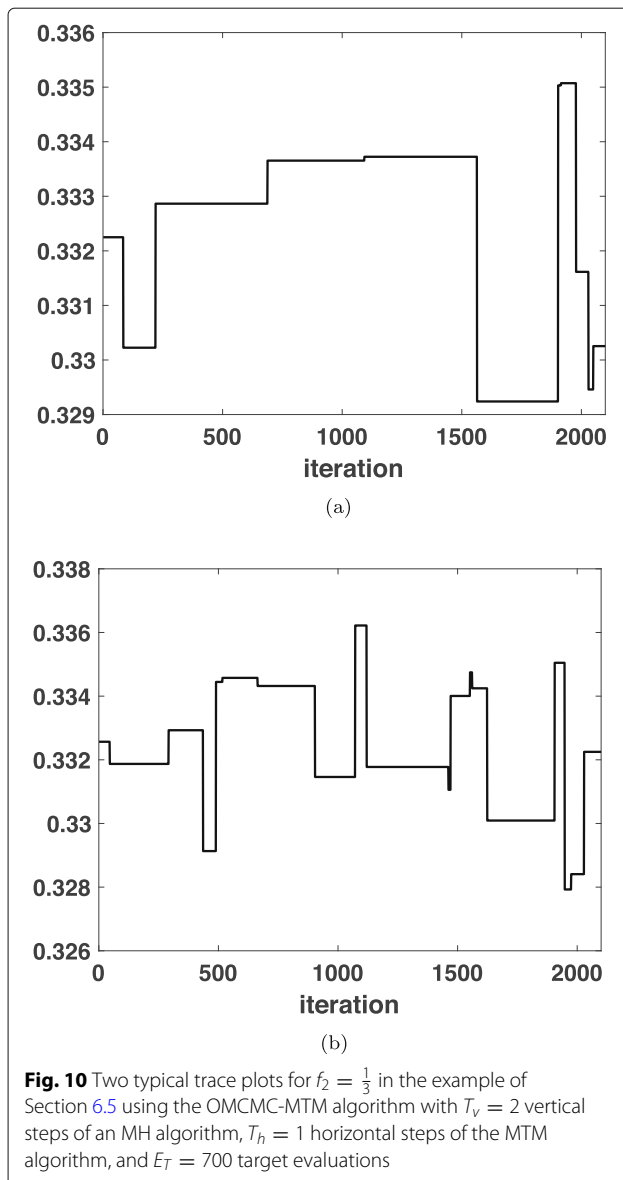 0.336
0.335
0.334
0.333
0.332
0.331
0.33
0.329
0 500 1000 1500 2000
iteration
(a)
0.338
0.336
0.334
0.332
0.33
0.328
0.326
0 500 1000 1500 2000
iteration
(b)
Fig. 10 Two typical trace plots for f₂ = 1/3 in the example of
Section 6.5 using the OMCMC-MTM algorithm with Tᵥ = 2 vertical
steps of an MH algorithm, Tₕ = 1 horizontal steps of the MTM
algorithm, and E_T = 700 target evaluations